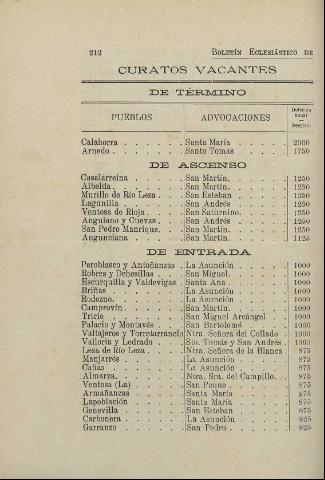 212 BOLETÍN ECLESIÁSTICO DE
CURATOS VACANTES
DE TÉRMINO
PUEBLOS ADVOCACIONES Dotación anual — Pesetas.
Calahorra . . . . . . Santa María . . . . . 2000
Arnedo . . . . . . . Santo Tomás . . . . . 1750
DE ASCENSO
Casalarreina . . . . . San Martín. . . . . . 1250
Albelda . . . . . . . San Martín. . . . . . 1250
Murillo de Río Leza . . San Esteban . . . . . 1250
Lagunilla . . . . . . San Andrés . . . . . 1250
Ventosa de Rioja . . . San Saturnino. . . . . 1250
Anguiano y Cuevas. . . San Andrés . . . . . 1250
San Pedro Manrique. . . San Martín. . . . . . 1250
Angunciana . . . . . San Martín. . . . . . 1125
DE ENTRADA
Peroblasco y Antoñanzas . La Asunción . . . . . 1000
Robres y Dehesillas . . . San Miguel. . . . . . 1000
Escurquilla y Valdevigas . Santa Ana . . . . . . 1000
Briñas . . . . . . . La Asunción . . . . . 1000
Rodezno. . . . . . . La Asunción . . . . . 1000
Camprovín . . . . . . San Martín. . . . . . 1000
Tricio . . . . . . . San Miguel Arcángel . . 1000
Palacio y Montavés . . . San Bartolomé . . . . 1000
Valtajeros y Torretarrancho Ntra. Señora del Collado . 1000
Valloria y Ledrado . . . Sto. Tomás y San Andrés . 1000
Leza de Río Leza . . . . Ntra. Señora de la Blanca . 875
Manjarrés . . . . . . La Asunción . . . . . 875
Cañas . . . . . . . La Asunción . . . . . 875
Almarza. . . . . . . Ntra. Sra. del Campillo. . 875
Ventosa (La) . . . . . San Poque . . . . . . 875
Armañanzas . . . . . Santa María . . . . . 875
Lapoblación . . . . . Santa María . . . . . 875
Genevilla . . . . . . San Esteban . . . . . 875
Carbonera . . . . . . La Asunción . . . . . 825
Garranzo . . . . . . San Pedro . . . . . . 825